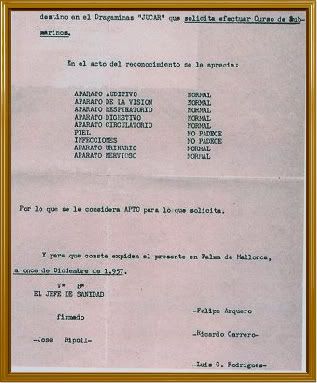 destino en el Dragaminas "JUCAR" que solicita efectuar Curso de Sub-
marinos.
En el acto del reconocimiento se le aprecia:
APARATO AUDITIVO NORMAL
APARATO DE LA VISION NORMAL
APARATO RESPIRATORIO NORMAL
APARATO DIGESTIVO NORMAL
APARATO CIRCULATORIO NORMAL
PIEL NO PADECE
INFECCIONES NO PADECE
APARATO URINARIO NORMAL
APARATO NERVIOSO NORMAL
Por lo que se le considera APTO para lo que solicita.
Y para que conste expiden el presente en Palma de Mallorca,
a once de Diciembre de 1.957.
Vº Bº
EL JEFE DE SANIDAD
-Felipe Arquero
firmado
-Ricardo Carrero-
-José Ripoll-
-Luis G. Rodriguez-